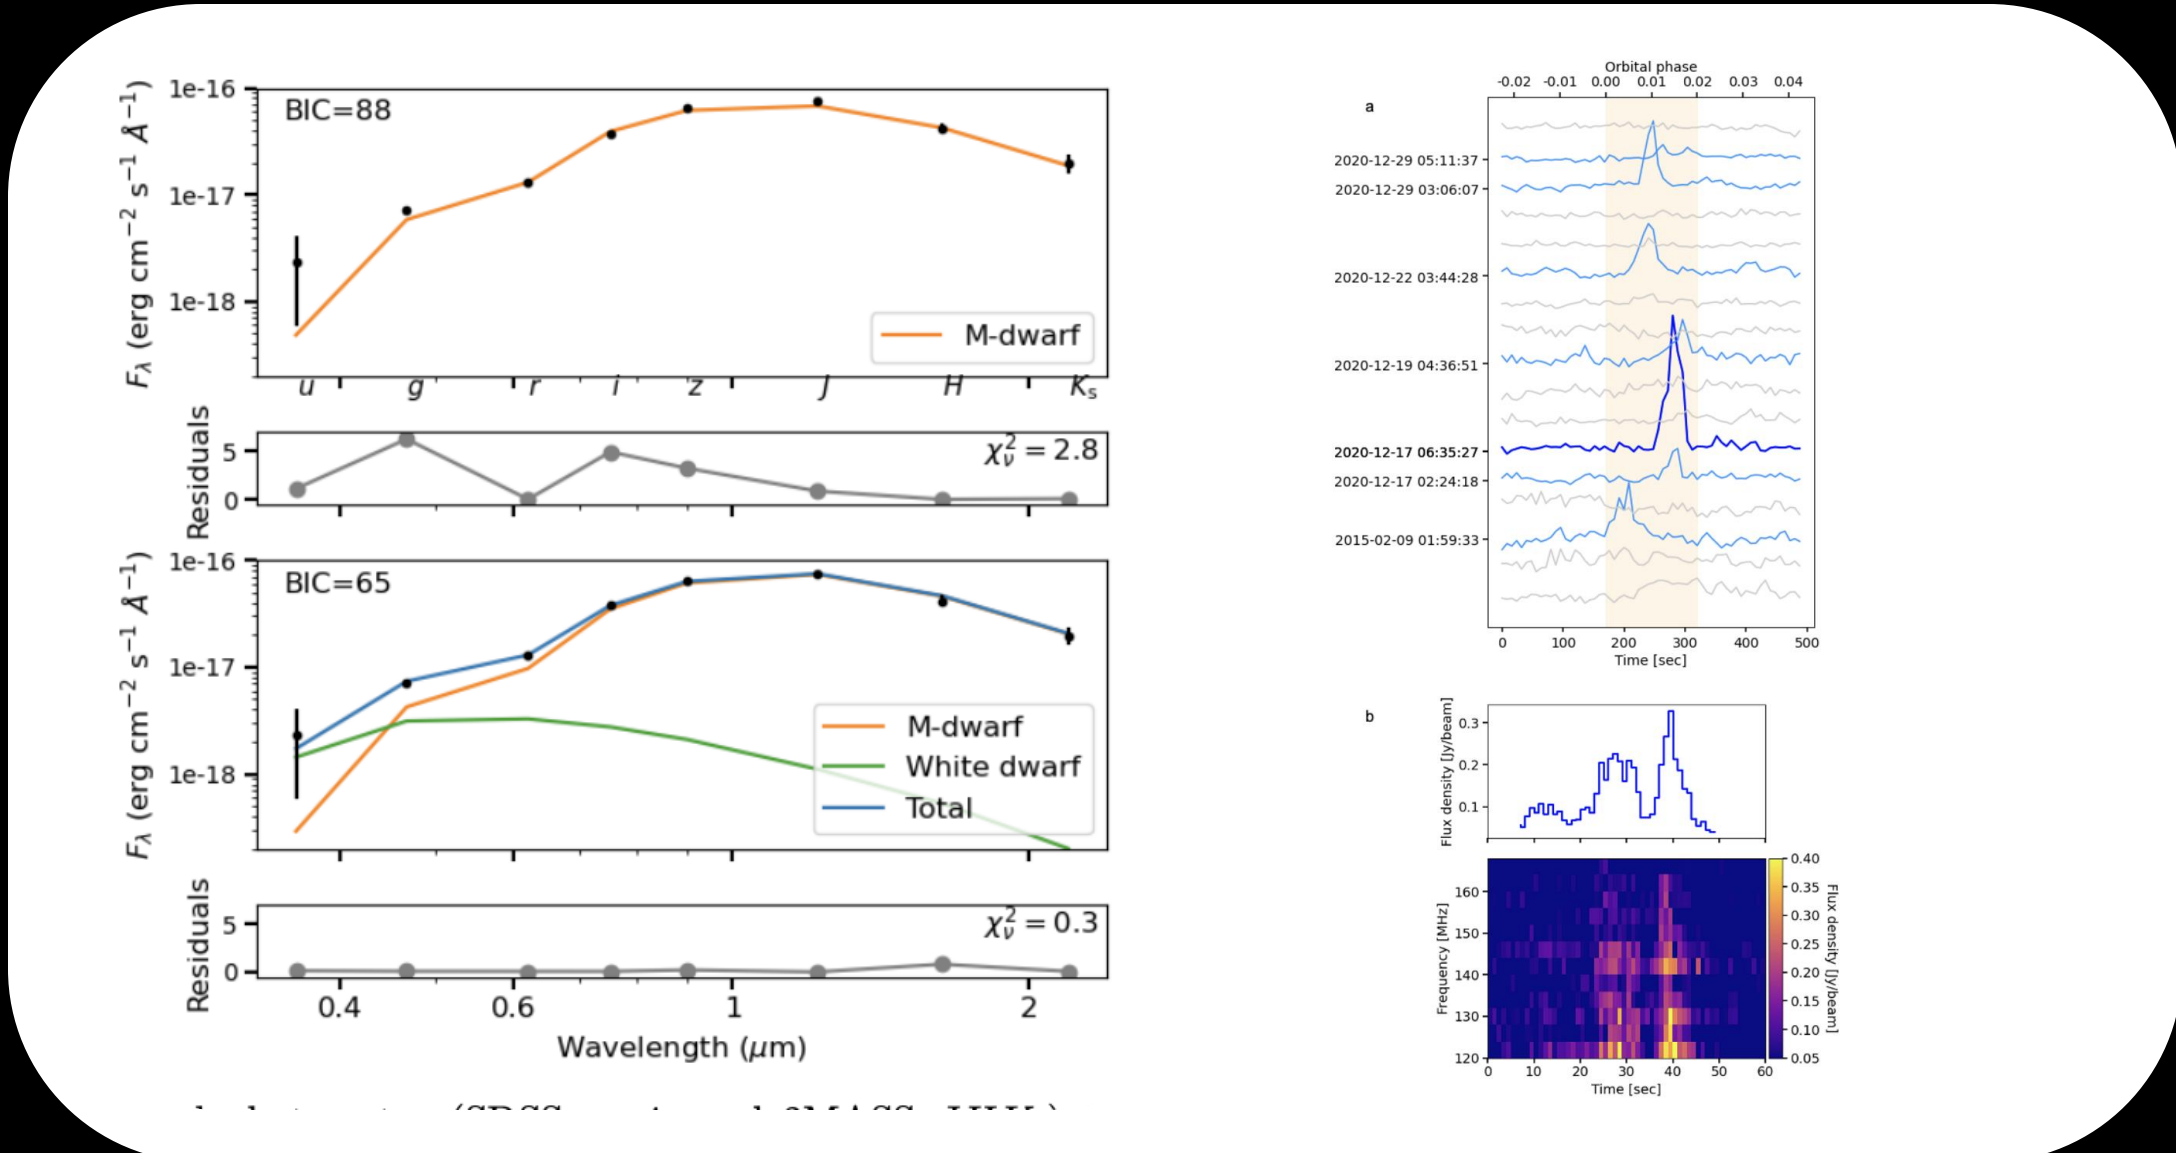 1e-16
BIC=88
1e-17
1e-18
Fλ (erg cm−2 s−1 Å−1)
M-dwarf
u g r i z J H Ks
Residuals
5
0
χ²ν = 2.8
1e-16
BIC=65
1e-17
1e-18
Fλ (erg cm−2 s−1 Å−1)
M-dwarf
White dwarf
Total
Residuals
5
0
χ²ν = 0.3
0.4 0.6 1 2
Wavelength (μm)
a
Orbital phase
-0.02 -0.01 0.00 0.01 0.02 0.03 0.04
2020-12-29 05:11:37
2020-12-29 03:06:07
2020-12-22 03:44:28
2020-12-19 04:36:51
2020-12-17 06:35:27
2020-12-17 02:24:18
2015-02-09 01:59:33
0 100 200 300 400 500
Time [sec]
b
Flux density [Jy/beam]
0.3
0.2
0.1
Frequency [MHz]
160
150
140
130
120
0 10 20 30 40 50 60
Time [sec]
0.40
0.35
0.30
0.25
0.20
0.15
0.10
0.05
Flux density [Jy/beam]